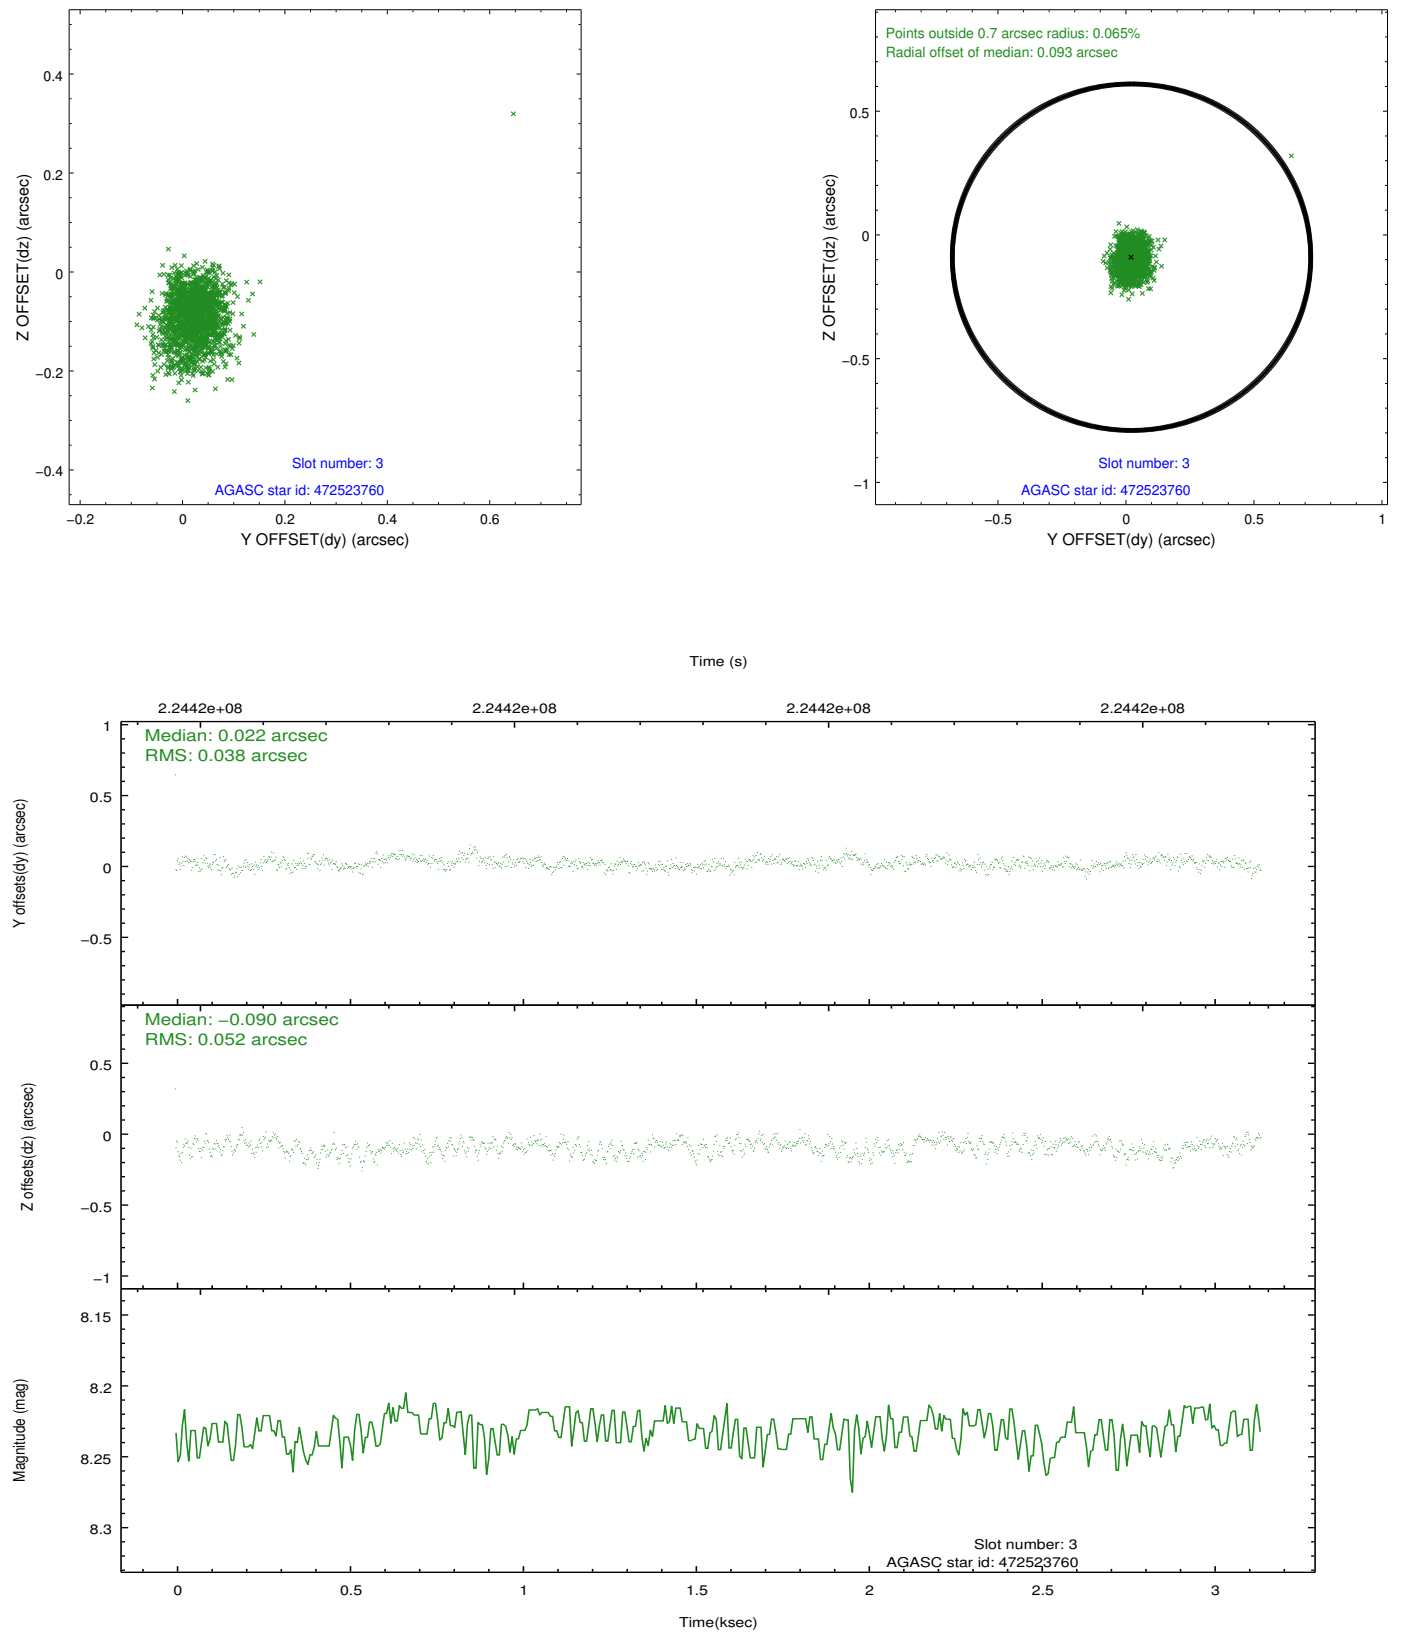 0.4
0.2
0
−0.2
−0.4
Z OFFSET(dz) (arcsec)
Slot number: 3
AGASC star id: 472523760
−0.2 0 0.2 0.4 0.6
Y OFFSET(dy) (arcsec)
Points outside 0.7 arcsec radius: 0.065%
Radial offset of median: 0.093 arcsec
0.5
0
−0.5
−1
Z OFFSET(dz) (arcsec)
Slot number: 3
AGASC star id: 472523760
−0.5 0 0.5 1
Y OFFSET(dy) (arcsec)
Time (s)
2.2442e+08 2.2442e+08 2.2442e+08 2.2442e+08
Median: 0.022 arcsec
RMS: 0.038 arcsec
1
0.5
0
−0.5
Y offsets(dy) (arcsec)
Median: −0.090 arcsec
RMS: 0.052 arcsec
0.5
0
−0.5
−1
Z offsets(dz) (arcsec)
8.15
8.2
8.25
8.3
Magnitude (mag)
Slot number: 3
AGASC star id: 472523760
0 0.5 1 1.5 2 2.5 3
Time(ksec)